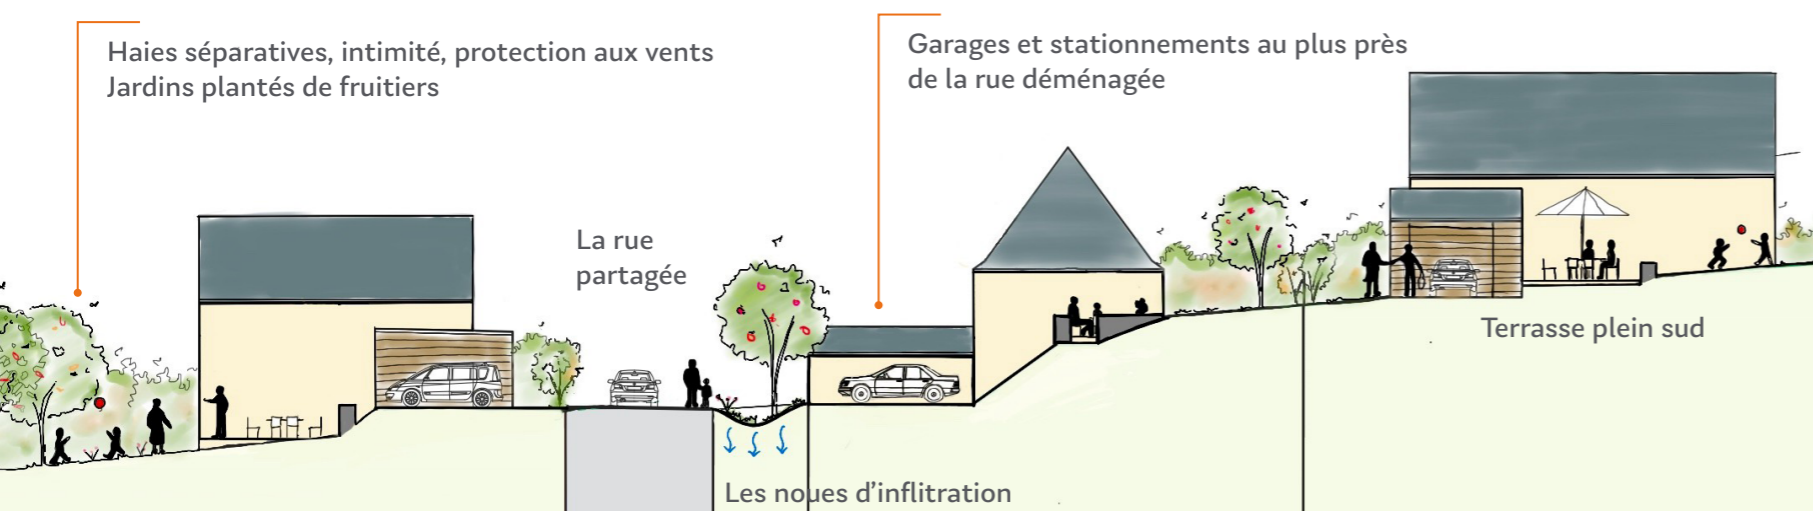 Haies séparatives, intimité, protection aux vents
Jardins plantés de fruitiers
Garages et stationnements au plus près
de la rue déménagée
La rue
partagée
Terrasse plein sud
Les noues d'inflitration